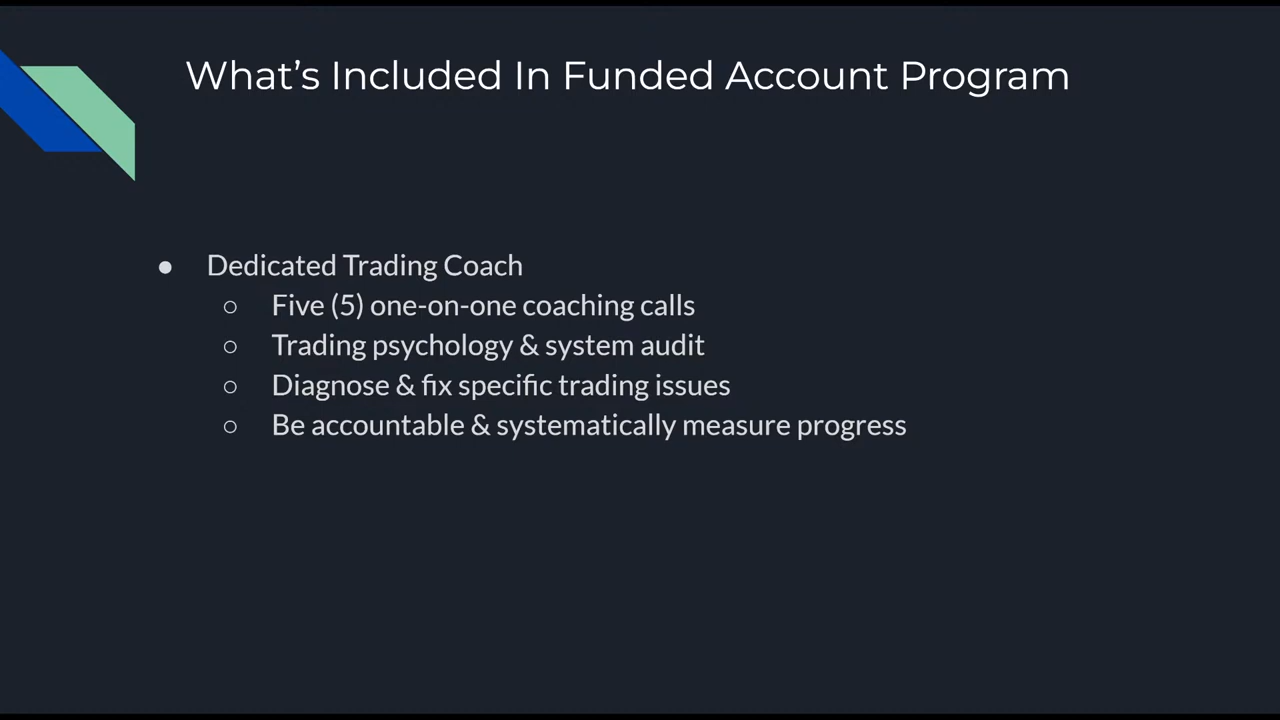 What’s Included In Funded Account Program
● Dedicated Trading Coach
○ Five (5) one-on-one coaching calls
○ Trading psychology & system audit
○ Diagnose & fix specific trading issues
○ Be accountable & systematically measure progress